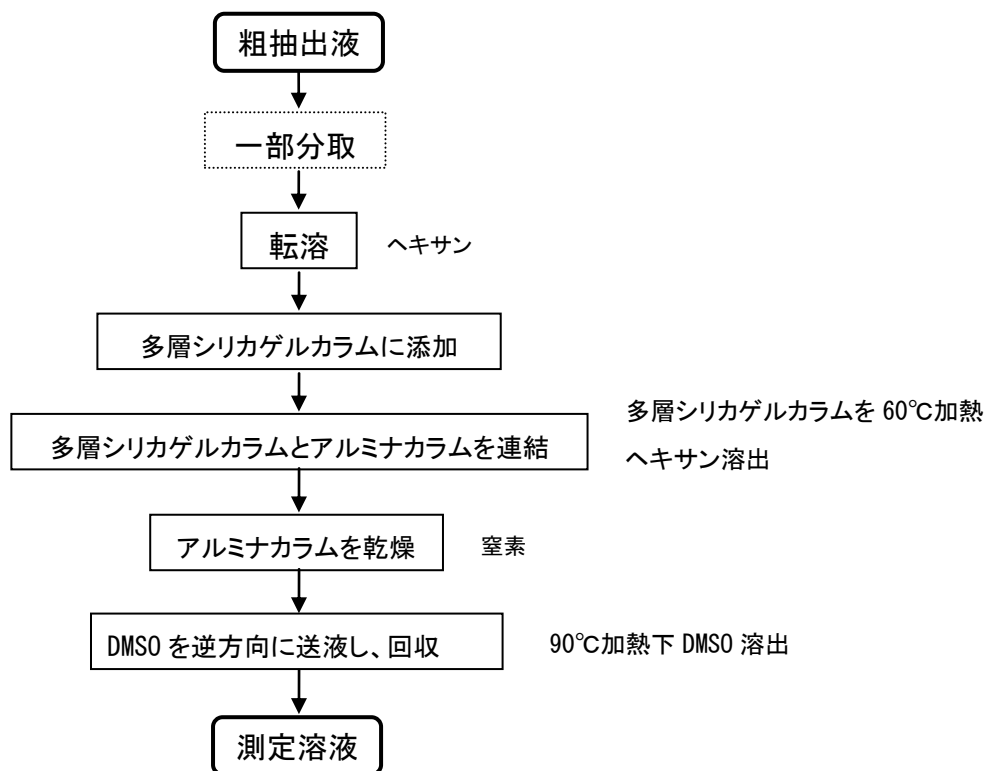 粗抽出液
一部分取
転溶
ヘキサン
多層シリカゲルカラムに添加
多層シリカゲルカラムを 60℃加熱
多層シリカゲルカラムとアルミナカラムを連結
ヘキサン溶出
アルミナカラムを乾燥
窒素
DMSO を逆方向に送液し、回収
90℃加熱下 DMSO 溶出
測定溶液